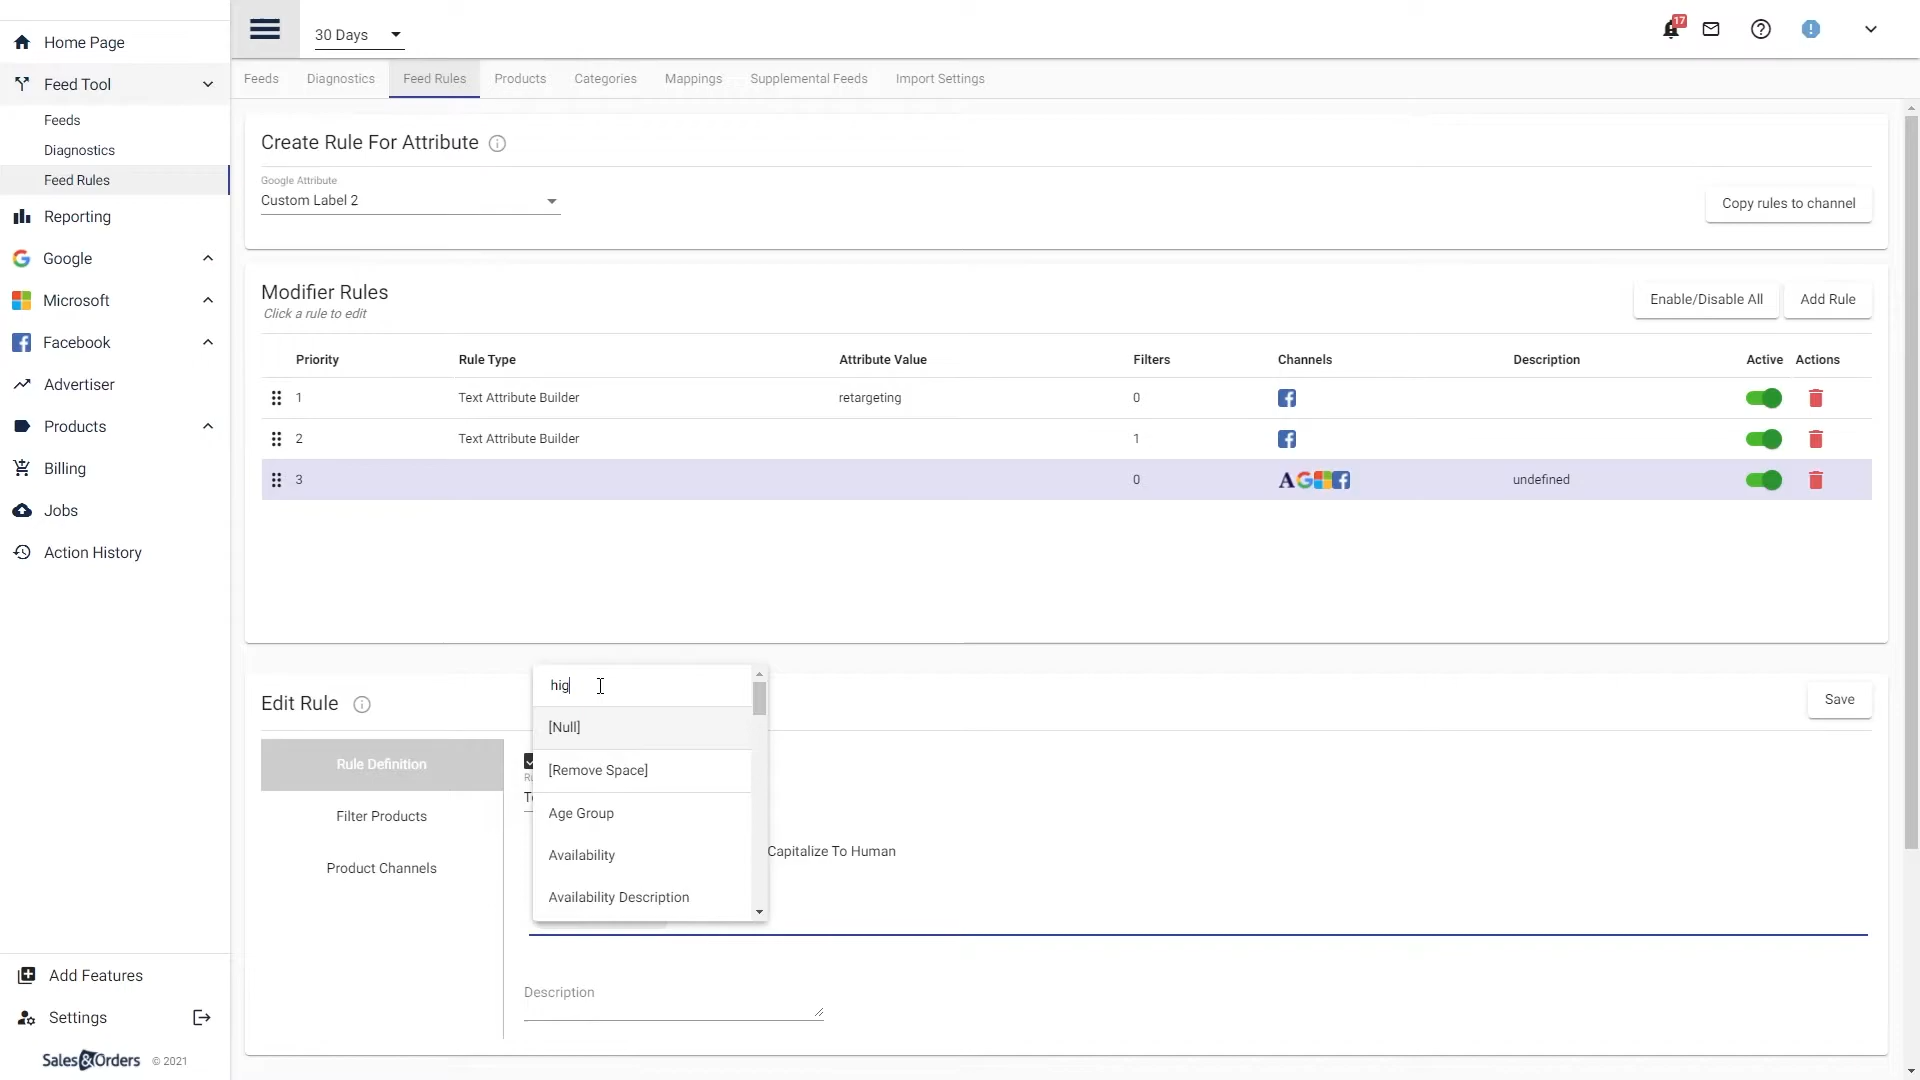 Home Page
Feed Tool
Feeds
Diagnostics
Feed Rules
Reporting
Google
Microsoft
Facebook
Advertiser
Products
Billing
Jobs
Action History
Add Features
Settings
Sales&Orders © 2021
30 Days
17
Feeds Diagnostics Feed Rules Products Categories Mappings Supplemental Feeds Import Settings
Create Rule For Attribute
Google Attribute
Custom Label 2
Copy rules to channel
Modifier Rules
Click a rule to edit
Enable/Disable All Add Rule
Priority Rule Type Attribute Value Filters Channels Description Active Actions
1 Text Attribute Builder retargeting 0
2 Text Attribute Builder 1
3 0 undefined
Edit Rule
Save
Rule Definition
Filter Products
Product Channels
hig
[Null]
[Remove Space]
Age Group
Availability
Availability Description
Capitalize To Human
Description